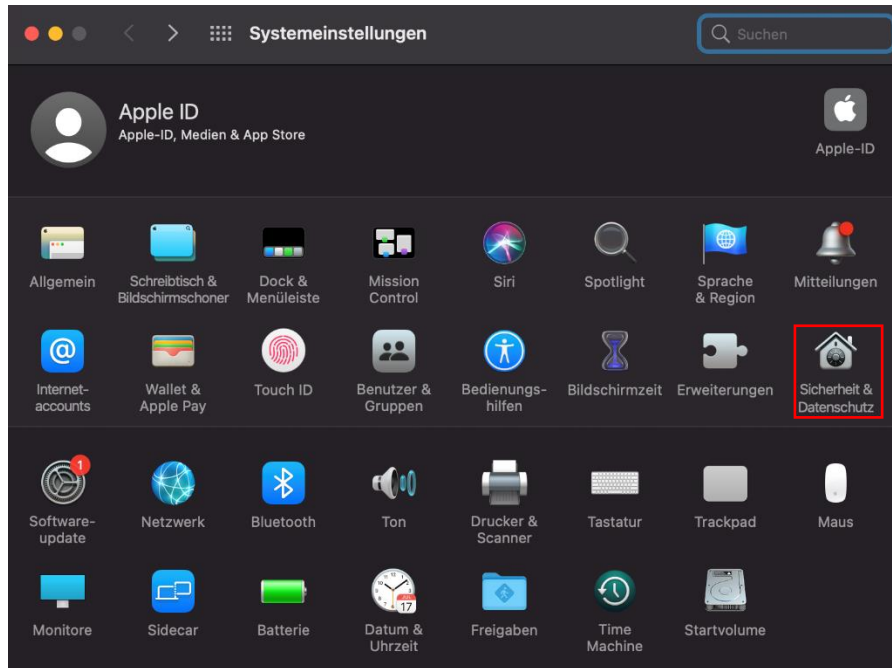 Systemeinstellungen
Suchen
Apple ID
Apple-ID, Medien & App Store
Apple-ID
Allgemein
Schreibtisch &
Bildschirmschoner
Dock &
Menüleiste
Mission
Control
Siri
Spotlight
Sprache
& Region
Mitteilungen
Internet-
accounts
Wallet &
Apple Pay
Touch ID
Benutzer &
Gruppen
Bedienungs-
hilfen
Bildschirmzeit
Erweiterungen
Sicherheit &
Datenschutz
1
Software-
update
Netzwerk
Bluetooth
Ton
Drucker &
Scanner
Tastatur
Trackpad
Maus
Monitore
Sidecar
Batterie
17
Datum &
Uhrzeit
Freigaben
Time
Machine
Startvolume